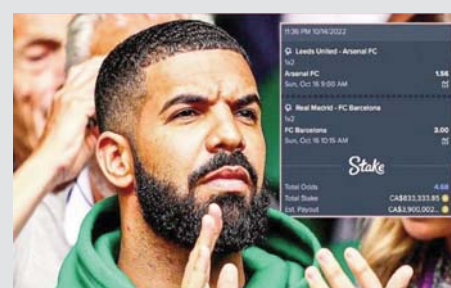 11:36 PM 10/14/2022
Leeds United - Arsenal FC
1x2
Arsenal FC 1.56
Sun, Oct 16 9:00 AM
Real Madrid - FC Barcelona
1x2
FC Barcelona 3.00
Sun, Oct 16 10:15 AM
Stake
Total Odds 4.68
Total Stake CA$833,333.85
Est. Payout CA$3,900,002...